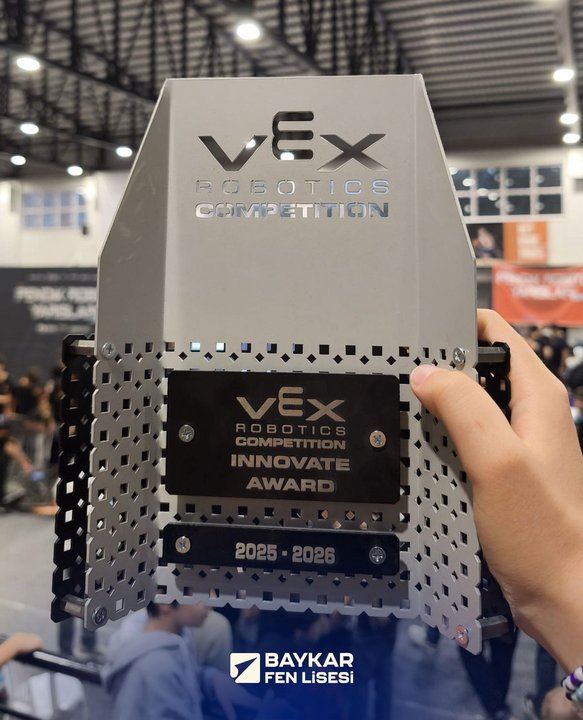 VEX
ROBOTICS
COMPETITION
VEX
ROBOTICS
COMPETITION
INNOVATE
AWARD
2025 - 2026
BAYKAR
FEN LİSESİ